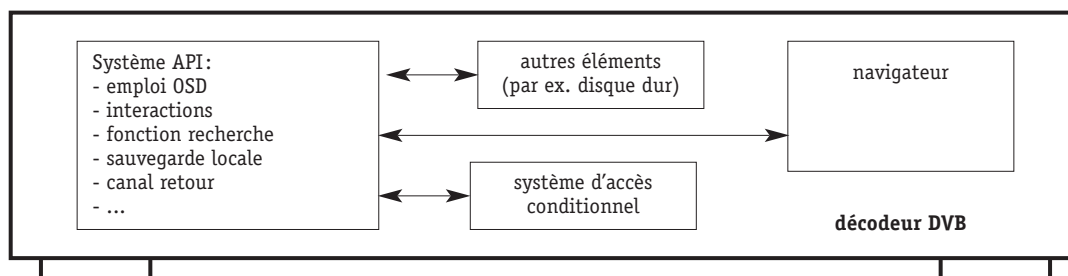 Système API:
- emploi OSD
- interactions
- fonction recherche
- sauvegarde locale
- canal retour
- ...
autres éléments
(par ex. disque dur)
navigateur
système d'accès
conditionnel
décodeur DVB